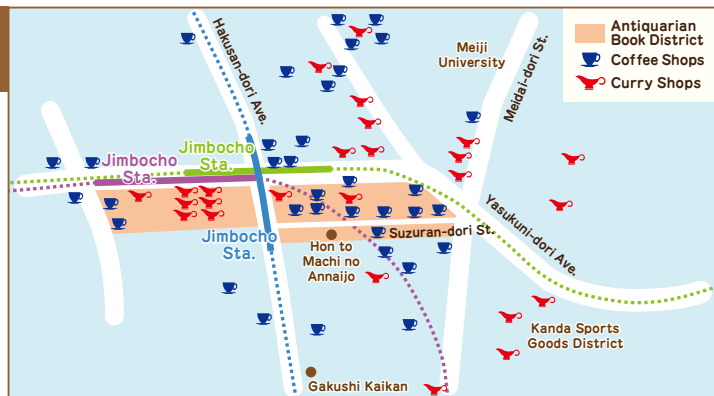 Antiquarian
Book District
Coffee Shops
Curry Shops
Hakusan-dori Ave.
Meiji
University
Meidai-dori St.
Jimbocho
Sta.
Jimbocho
Sta.
Jimbocho
Sta.
Yasukuni-dori Ave.
Suzuran-dori St.
Hon to
Machi no
Annaijo
Kanda Sports
Goods District
Gakushi Kaikan